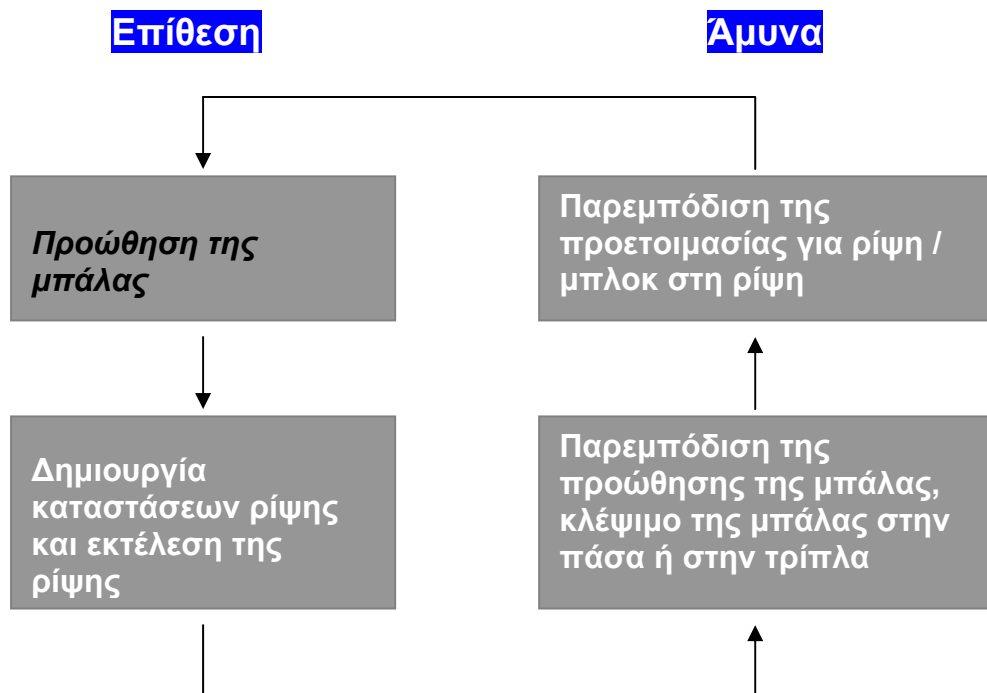 Επίθεση
Άμυνα
Προώθηση της
μπάλας
Παρεμπόδιση της
προετοιμασίας για ρίψη /
μπλοκ στη ρίψη
Δημιουργία
καταστάσεων ρίψης
και εκτέλεση της
ρίψης
Παρεμπόδιση της
προώθησης της μπάλας,
κλέψιμο της μπάλας στην
πάσα ή στην τρίπλα